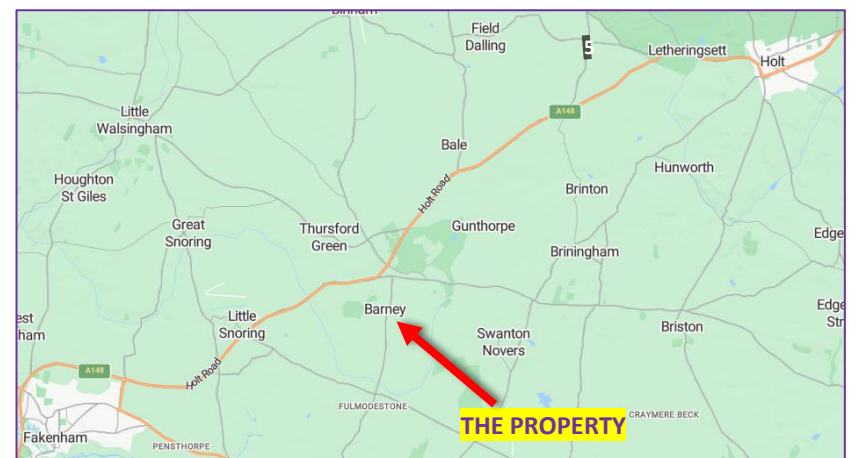 Field
Dalling
5
Letheringsett
Holt
A148
Little
Walsingham
Bale
Hunworth
Houghton
St Giles
Holt Road
Brinton
Great
Snoring
Thursford
Green
Gunthorpe
Edge
Briningham
Barney
Little
Snoring
est
ham
Swanton
Novers
Briston
Edge
Str
A148
Holt Road
FULMODESTONE
THE PROPERTY
CRAYMERE BECK
Fakenham
PENSTHORPE